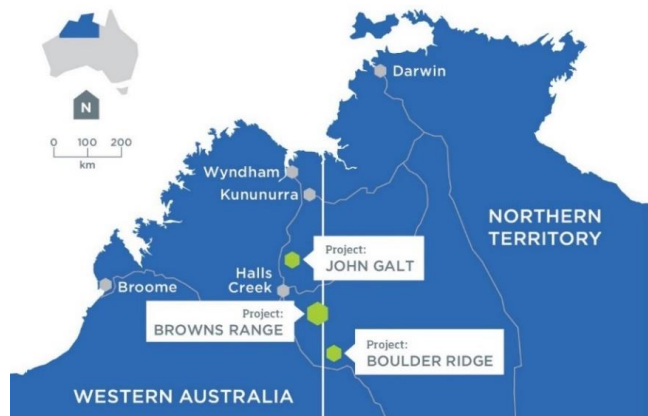 N
0 100 200
km
Darwin
Wyndham
Kununurra
NORTHERN
TERRITORY
Project:
JOHN GALT
Broome
Halls
Creek
Project:
BROWNS RANGE
Project:
BOULDER RIDGE
WESTERN AUSTRALIA